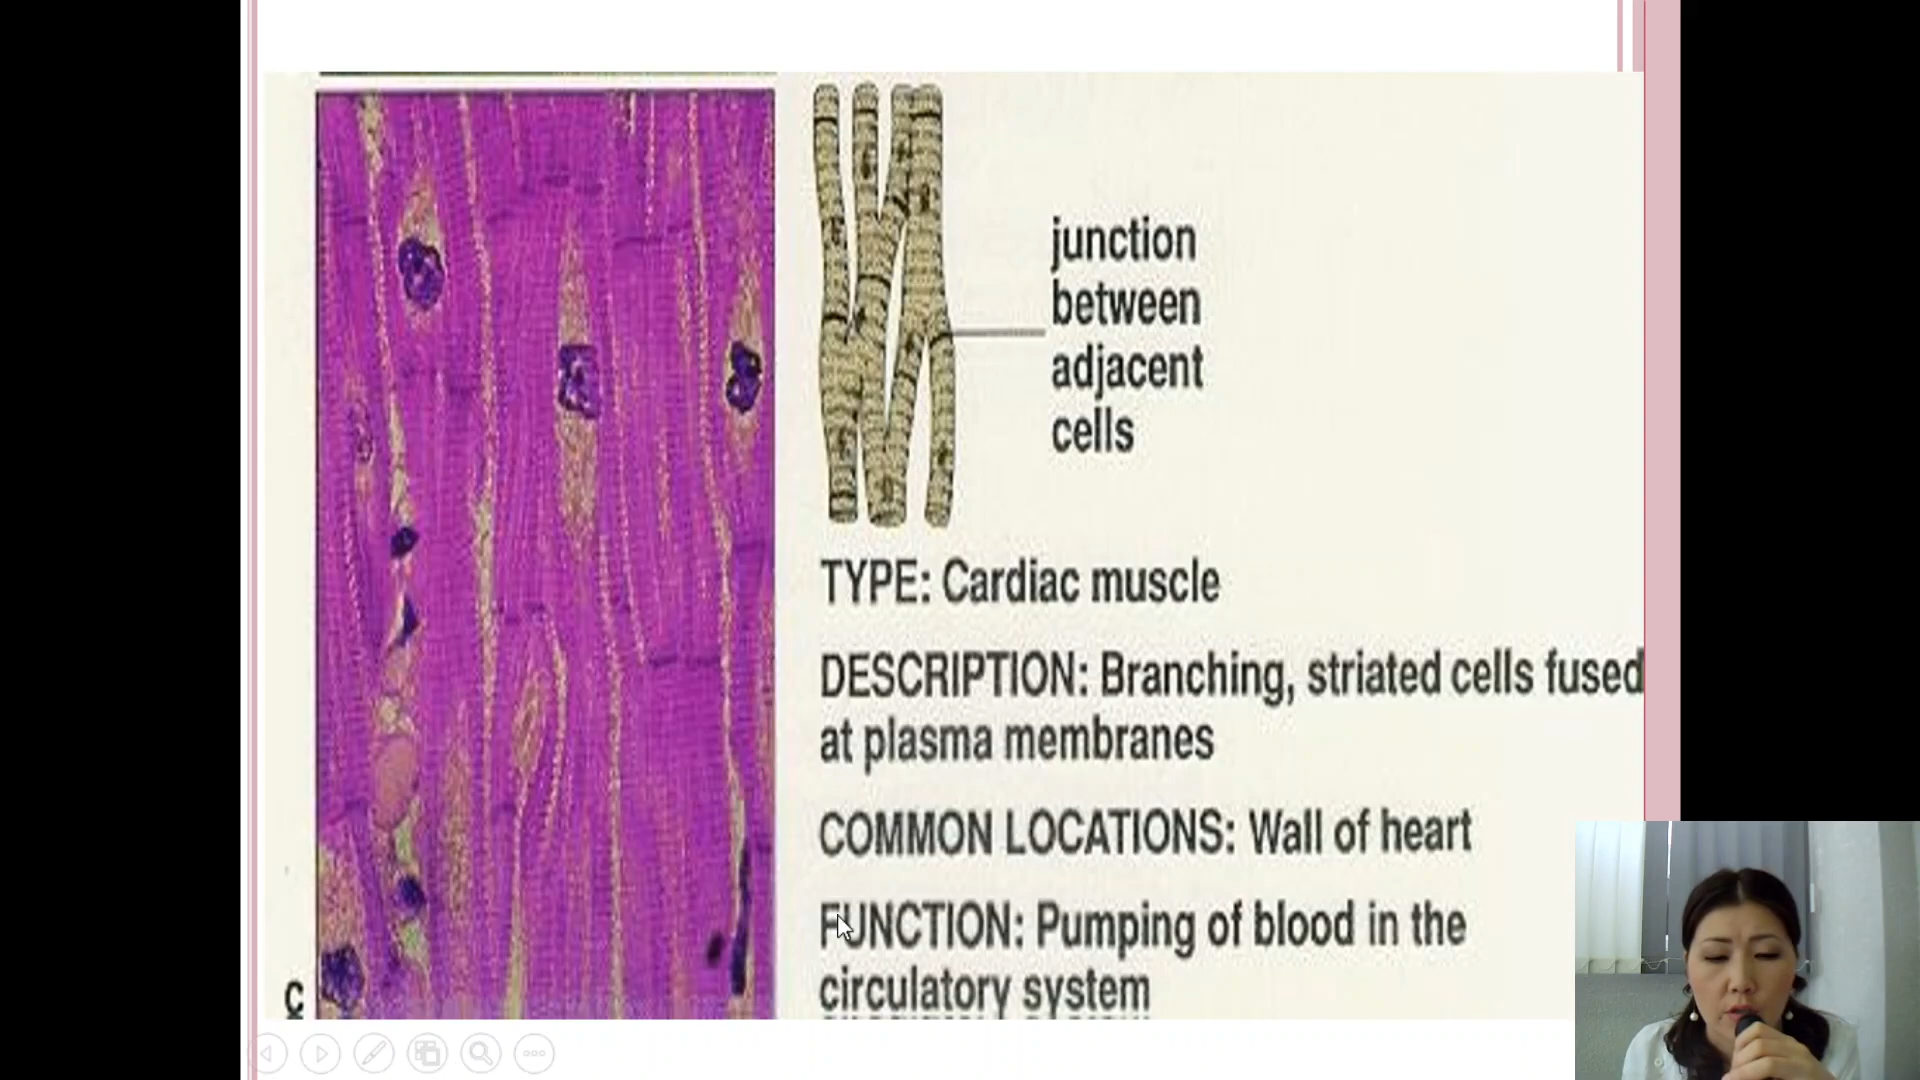 junction
between
adjacent
cells
TYPE: Cardiac muscle
DESCRIPTION: Branching, striated cells fused
at plasma membranes
COMMON LOCATIONS: Wall of heart
FUNCTION: Pumping of blood in the
circulatory system
C